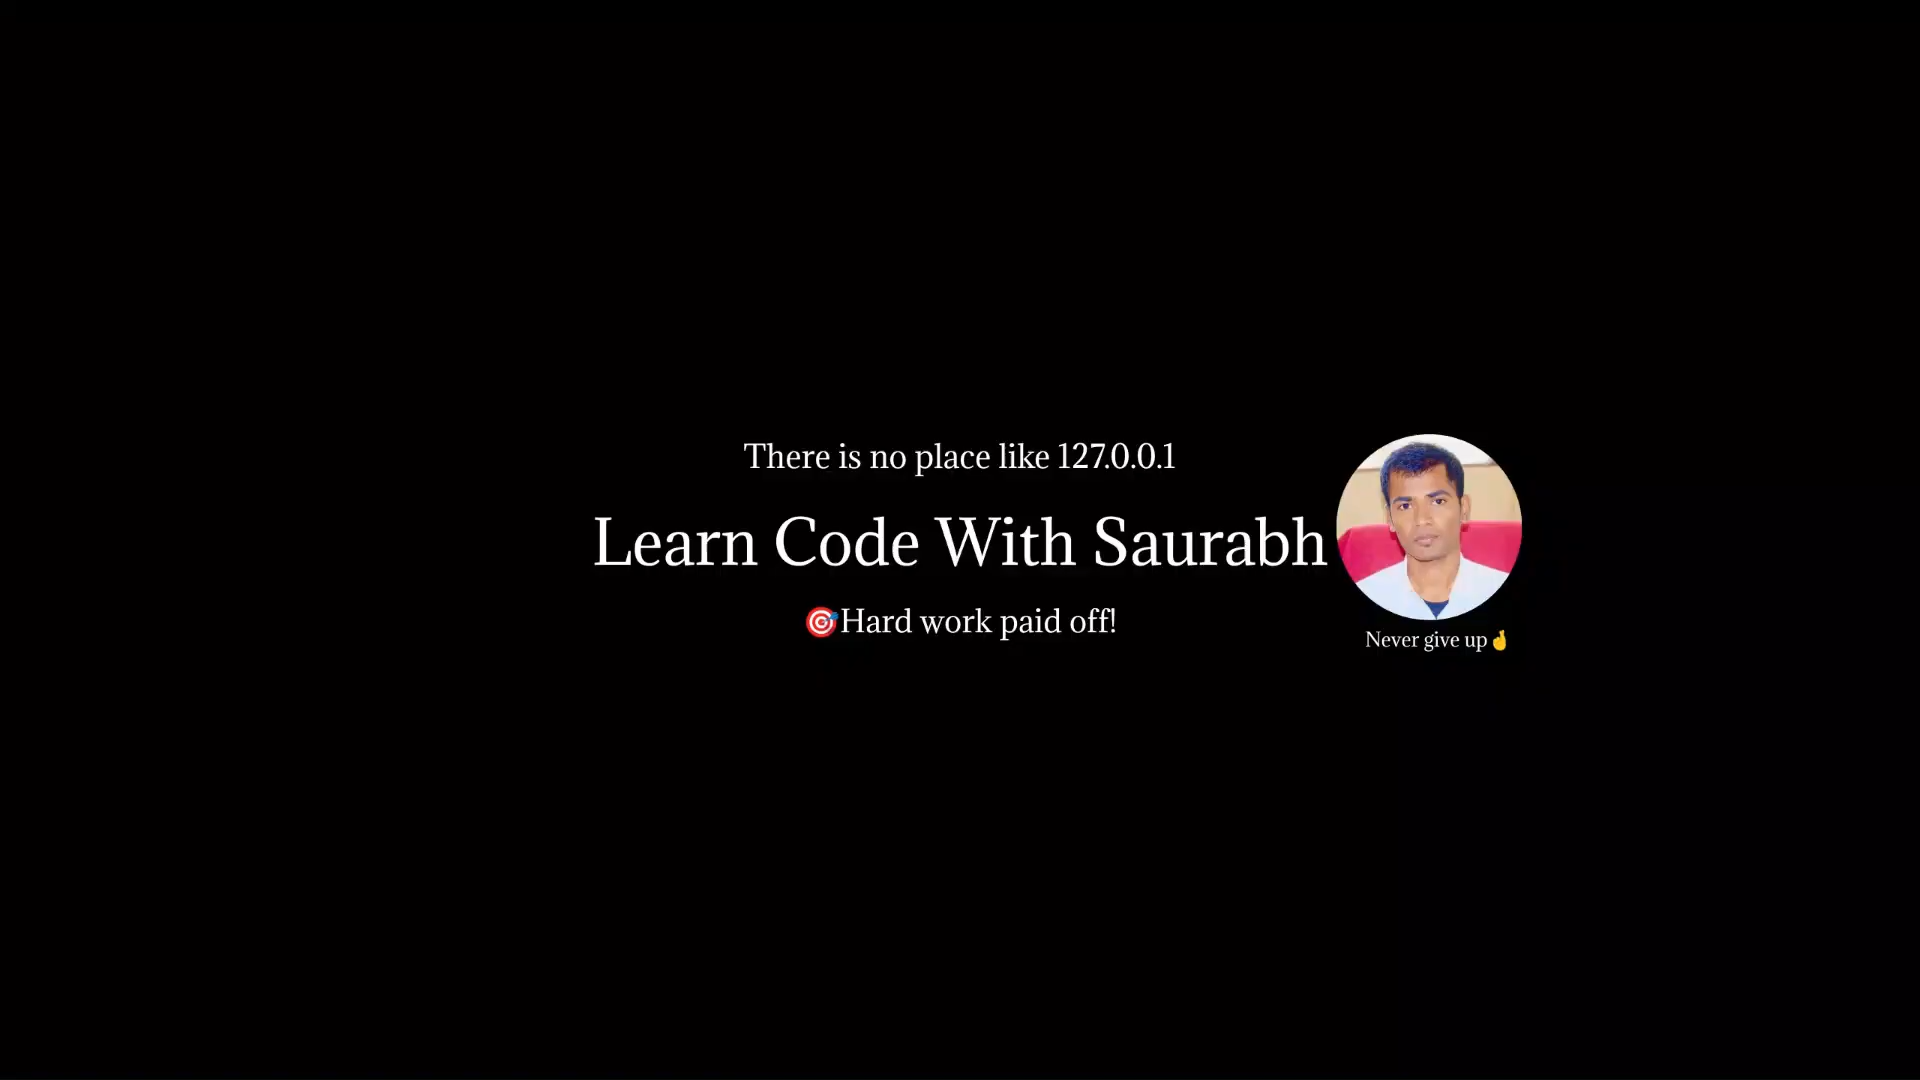 There is no place like 127.0.0.1
Learn Code With Saurabh
🎯Hard work paid off!
Never give up🤞